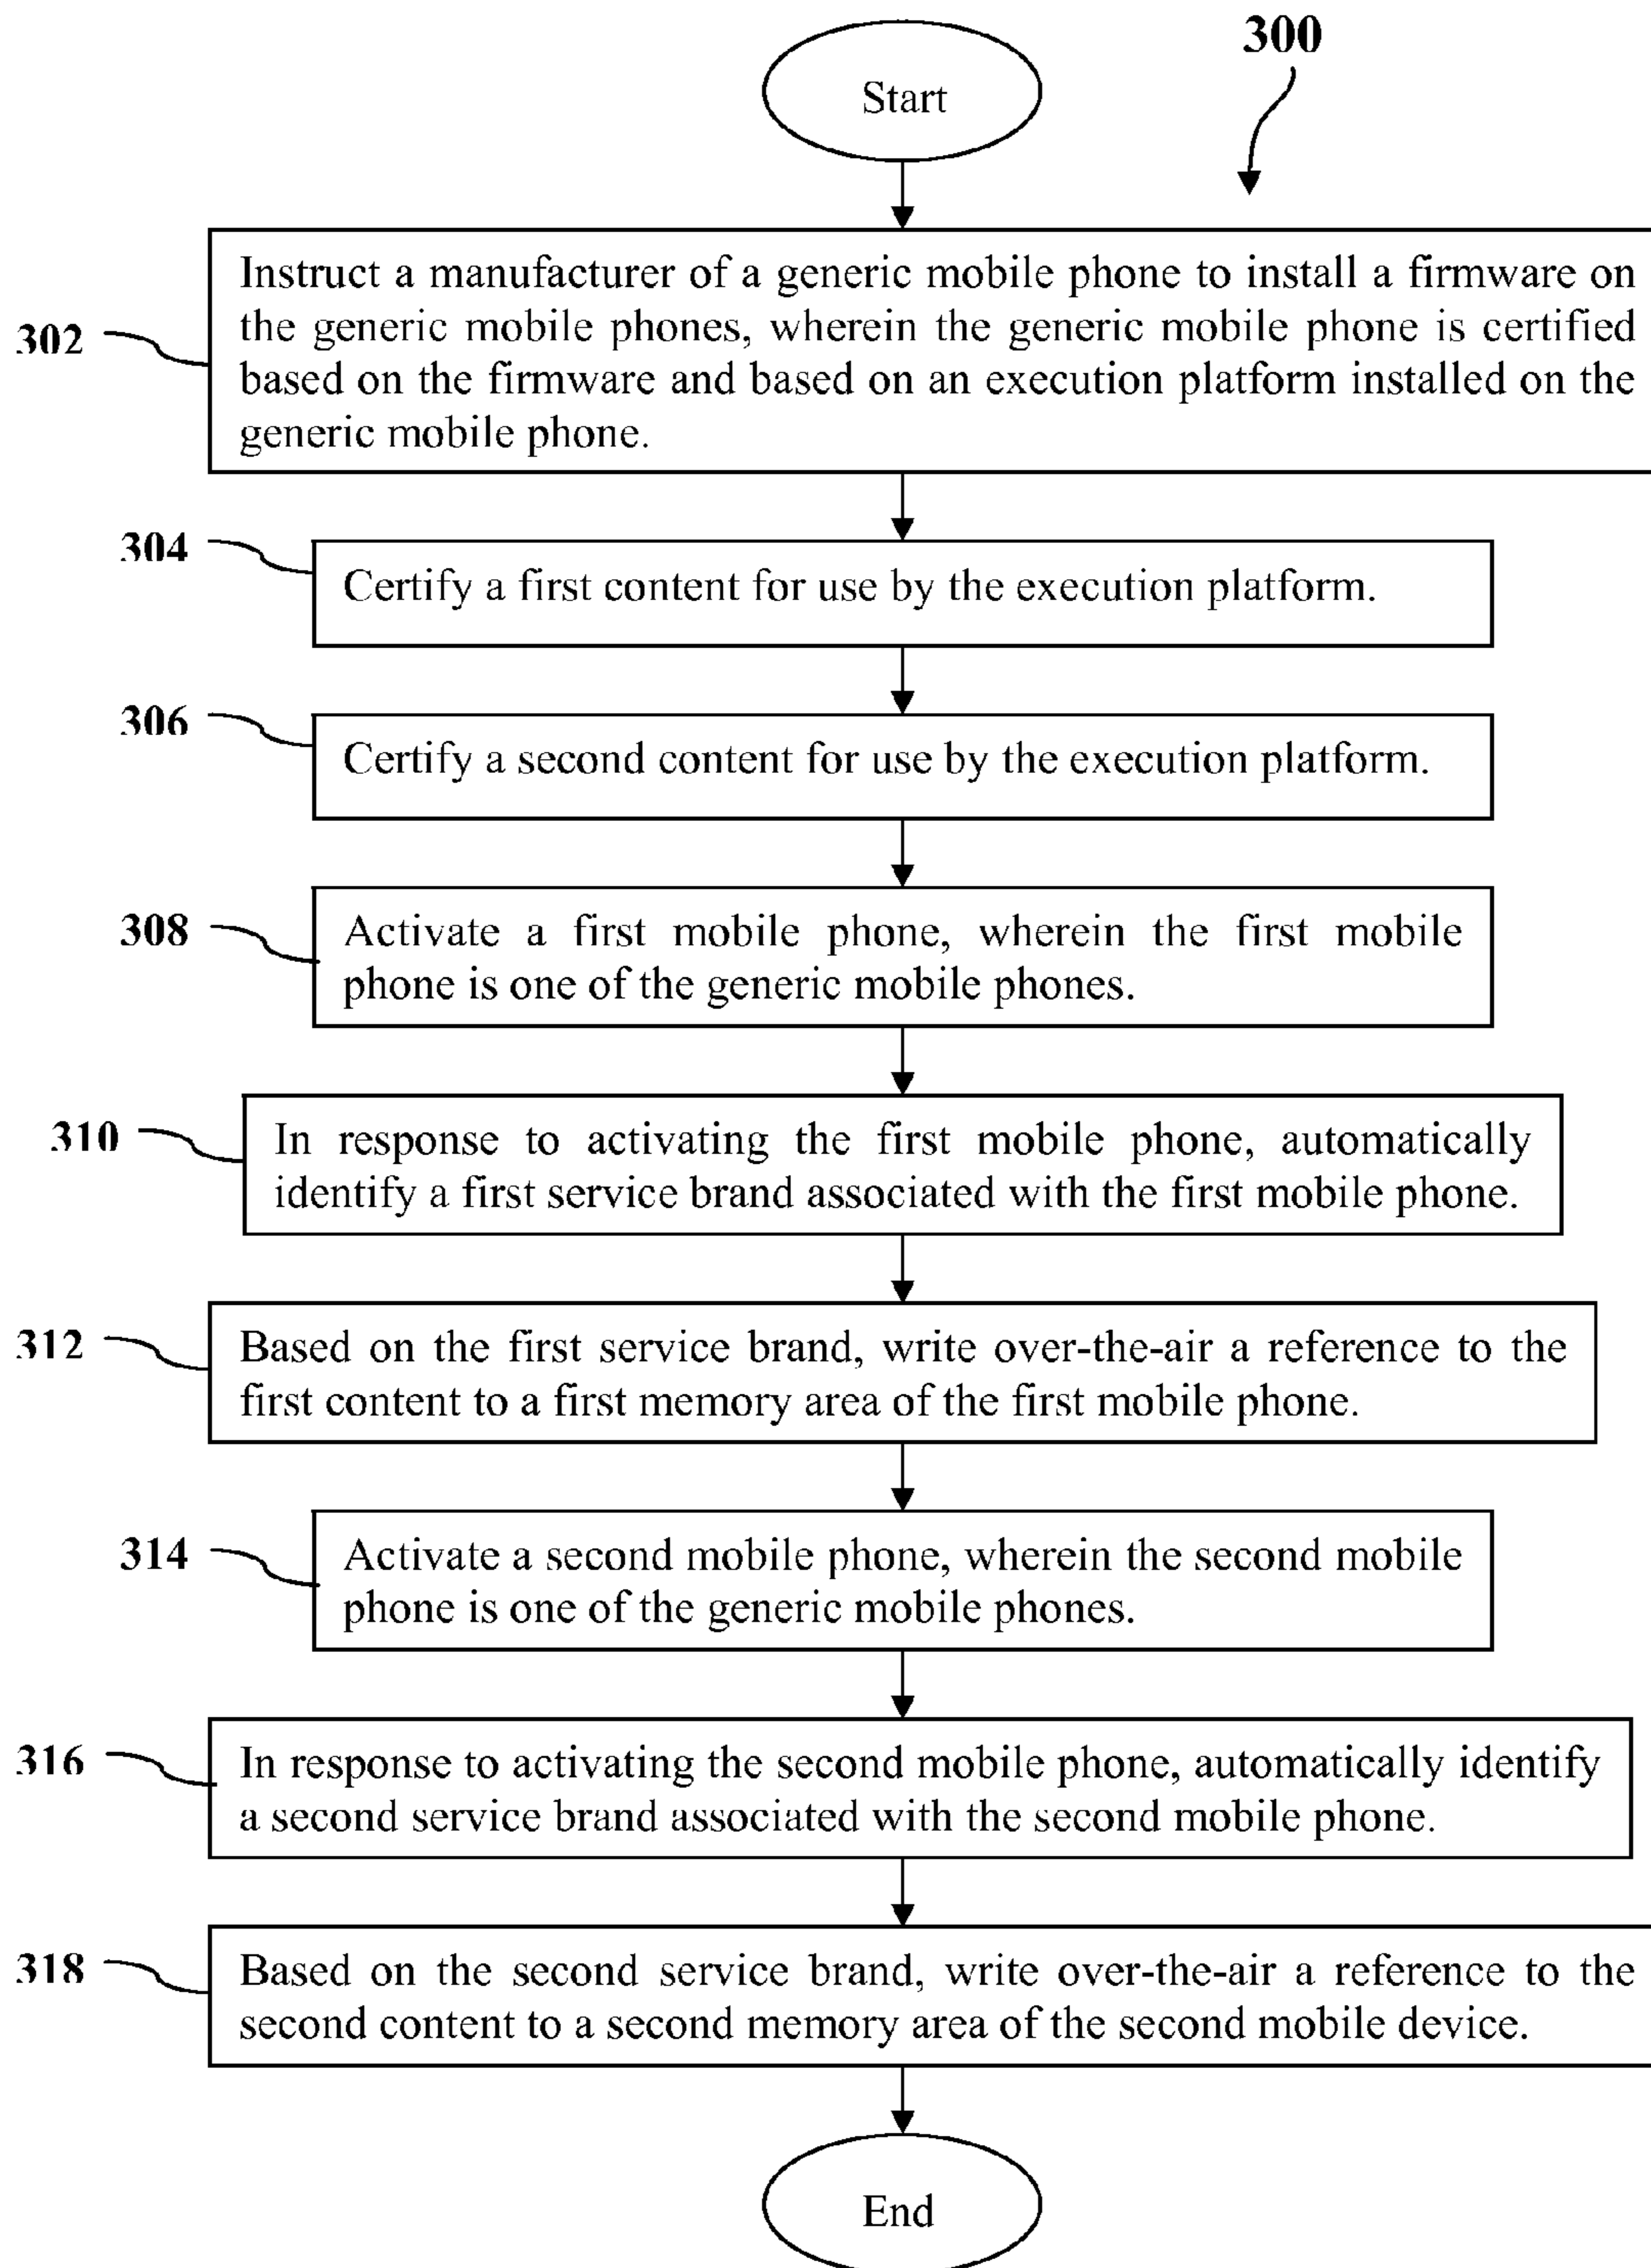 Start
300
302
Instruct a manufacturer of a generic mobile phone to install a firmware on
the generic mobile phones, wherein the generic mobile phone is certified
based on the firmware and based on an execution platform installed on the
generic mobile phone.
304
Certify a first content for use by the execution platform.
306
Certify a second content for use by the execution platform.
308
Activate a first mobile phone, wherein the first mobile
phone is one of the generic mobile phones.
310
In response to activating the first mobile phone, automatically
identify a first service brand associated with the first mobile phone.
312
Based on the first service brand, write over-the-air a reference to the
first content to a first memory area of the first mobile phone.
314
Activate a second mobile phone, wherein the second mobile
phone is one of the generic mobile phones.
316
In response to activating the second mobile phone, automatically identify
a second service brand associated with the second mobile phone.
318
Based on the second service brand, write over-the-air a reference to the
second content to a second memory area of the second mobile device.
End